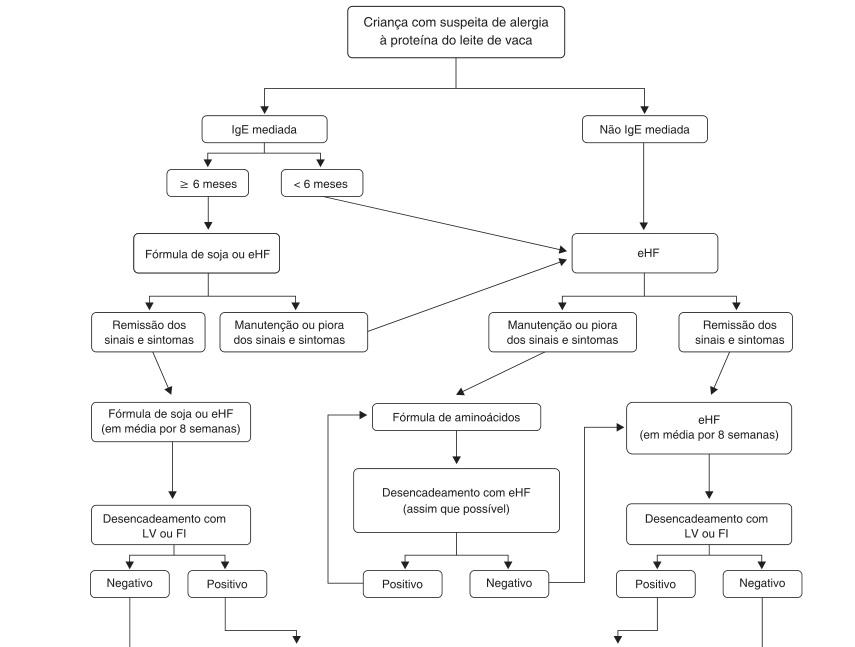 Criança com suspeita de alergia
à proteína do leite de vaca
IgE mediada
Não IgE mediada
≥ 6 meses
< 6 meses
Fórmula de soja ou eHF
eHF
Remissão dos
sinais e sintomas
Manutenção ou piora
dos sinais e sintomas
Manutenção ou piora
dos sinais e sintomas
Remissão dos
sinais e sintomas
Fórmula de soja ou eHF
(em média por 8 semanas)
Fórmula de aminoácidos
eHF
(em média por 8 semanas)
Desencadeamento com eHF
(assim que possível)
Desencadeamento com
LV ou FI
Desencadeamento com
LV ou FI
Negativo
Positivo
Positivo
Negativo
Positivo
Negativo